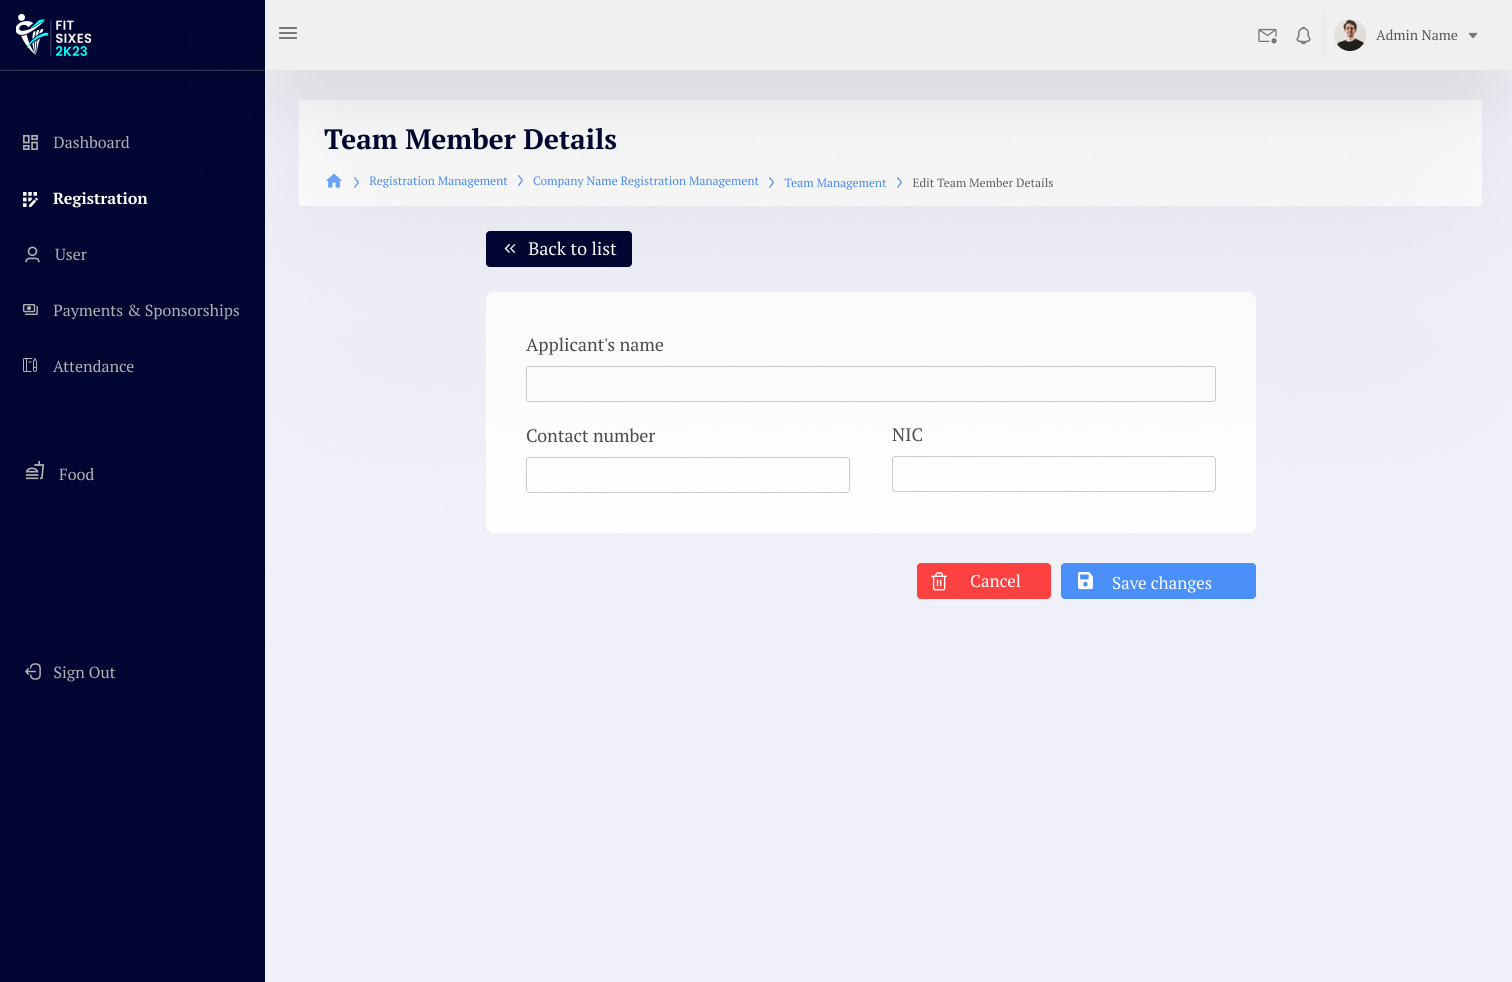 FIT
SIXES
2K23
Admin Name
Dashboard
Registration
User
Payments & Sponsorships
Attendance
Food
Sign Out
Team Member Details
Registration Management
Company Name Registration Management
Team Management
Edit Team Member Details
Back to list
Applicant's name
Contact number
NIC
Cancel
Save changes